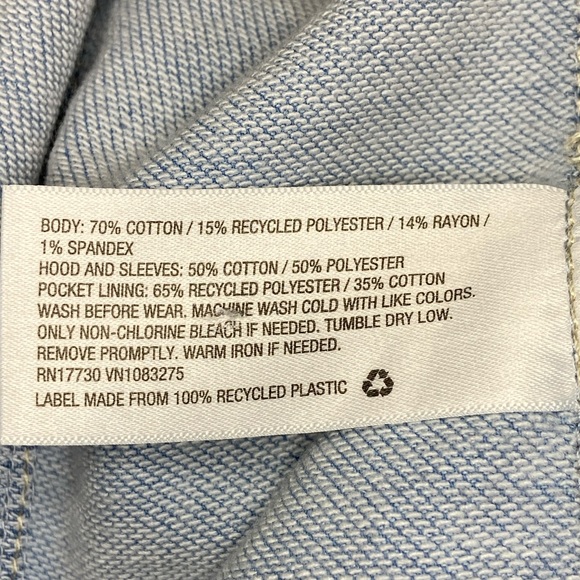 BODY: 70% COTTON / 15% RECYCLED POLYESTER / 14% RAYON /
1% SPANDEX
HOOD AND SLEEVES: 50% COTTON / 50% POLYESTER
POCKET LINING: 65% RECYCLED POLYESTER / 35% COTTON
WASH BEFORE WEAR. MACHINE WASH COLD WITH LIKE COLORS.
ONLY NON-CHLORINE BLEACH IF NEEDED. TUMBLE DRY LOW.
REMOVE PROMPTLY. WARM IRON IF NEEDED.
RN17730 VN1083275
LABEL MADE FROM 100% RECYCLED PLASTIC